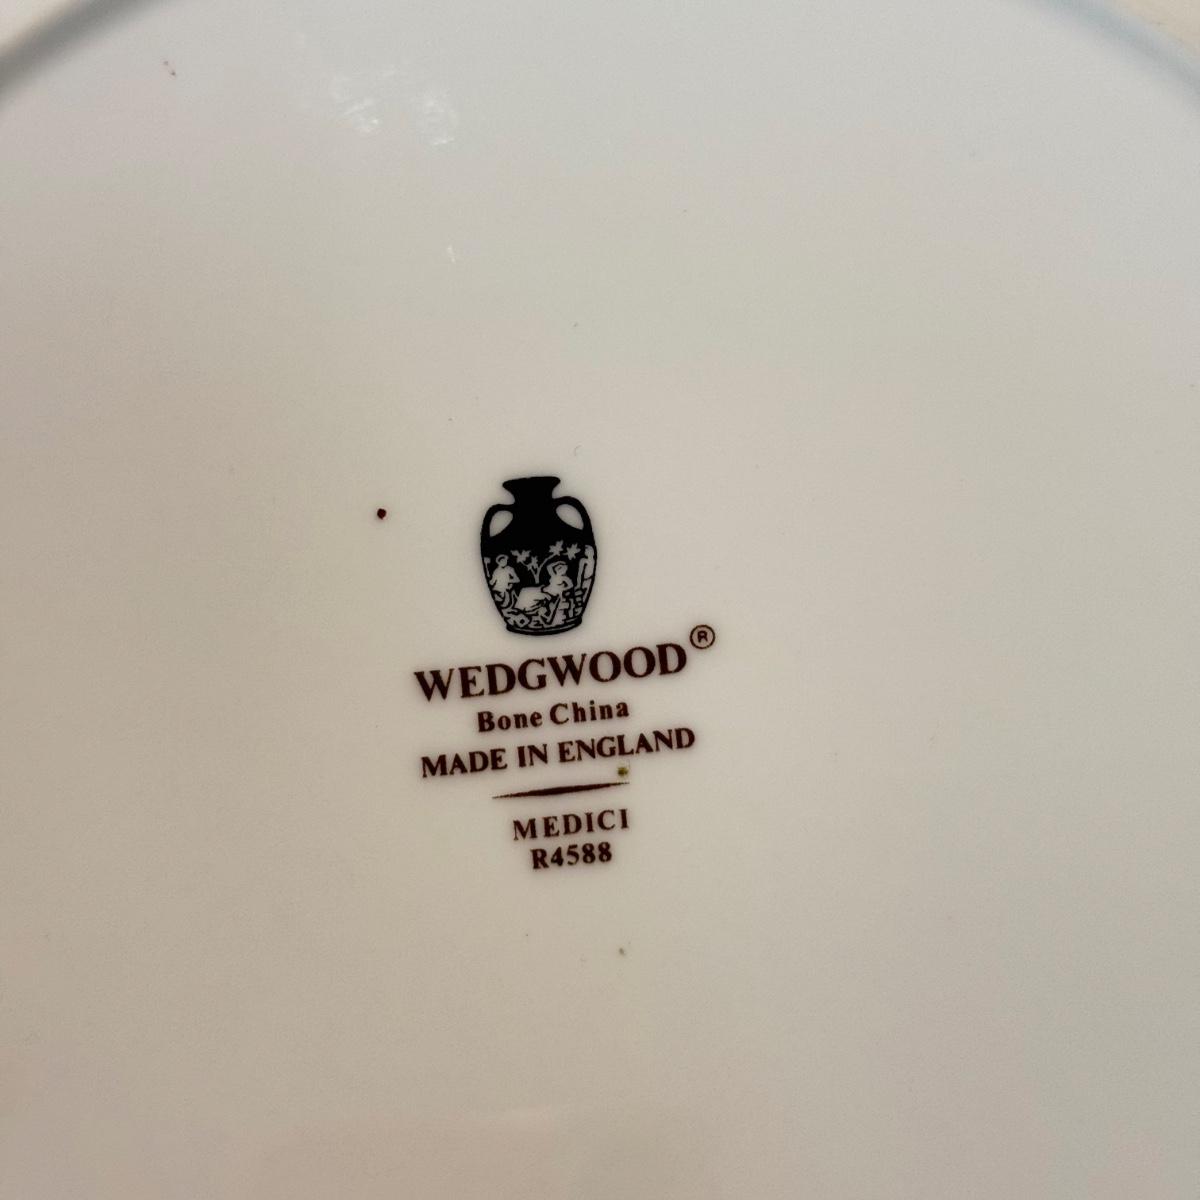 WEDGWOOD®
Bone China
MADE IN ENGLAND
MEDICI
R4588